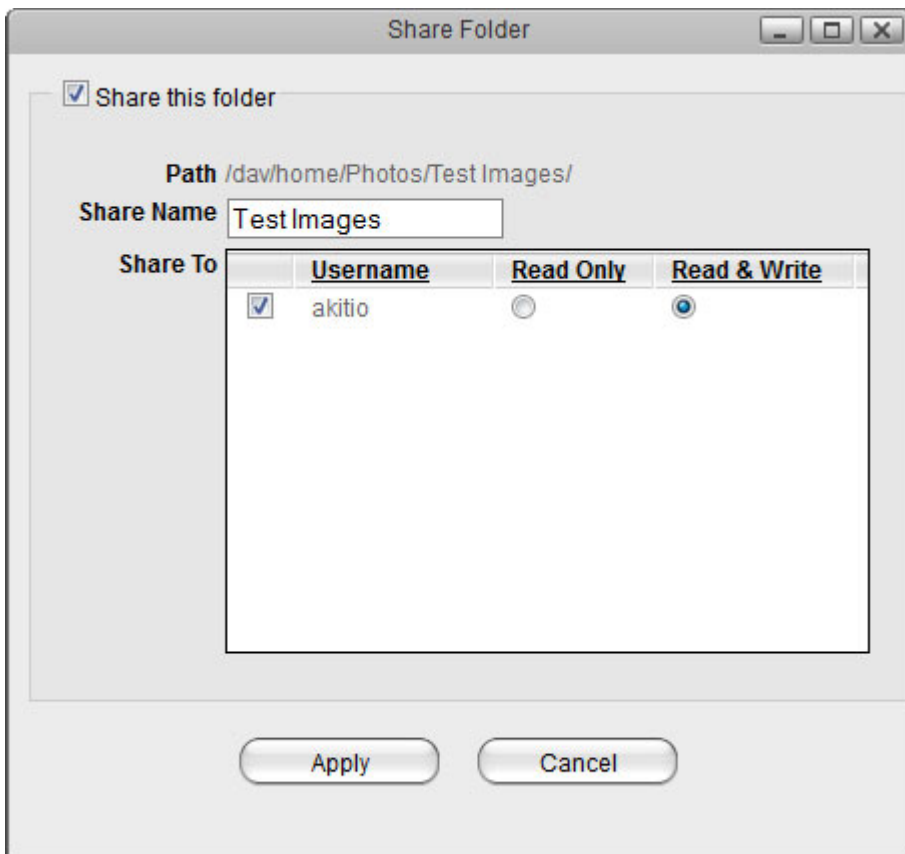 Share Folder
Share this folder
Path /dav/home/Photos/Test Images/
Share Name Test Images
Share To Username Read Only Read & Write
akitio
Apply Cancel